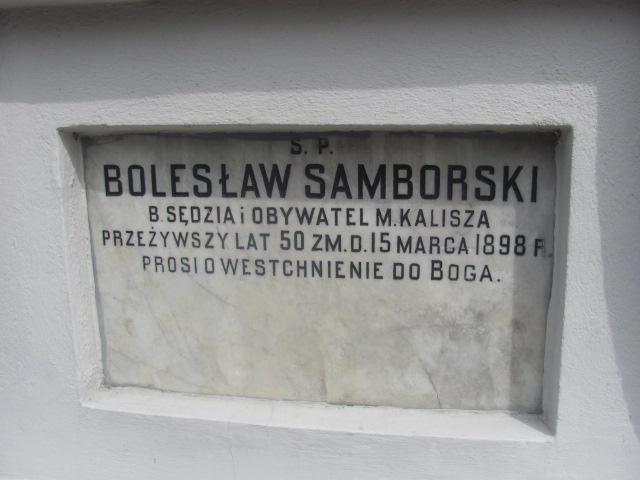 Ś. P.
BOLESŁAW SAMBORSKI
B. SĘDZIA i OBYWATEL M. KALISZA
PRZEŻYWSZY LAT 50 ZM. D. 15 MARCA 1898 R.
PROSI O WESTCHNIENIE DO BOGA.